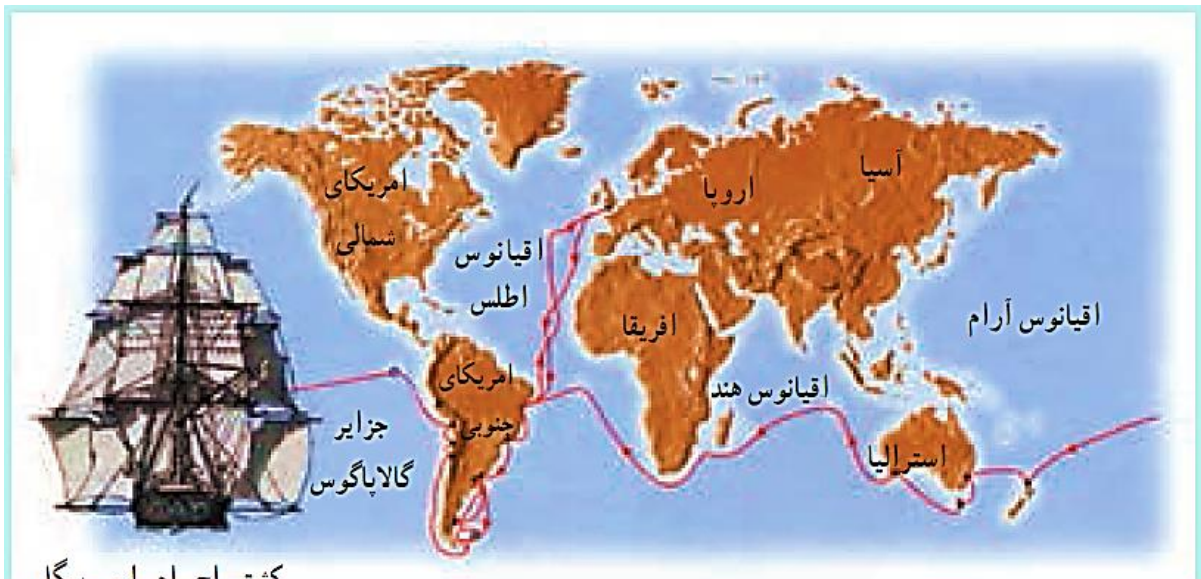 امریکای
شمالی
اقیانوس
اطلس
اروپا
آسیا
افریقا
اقیانوس آرام
اقیانوس هند
امریکای
جنوبی
جزایر
گالاپاگوس
استرالیا